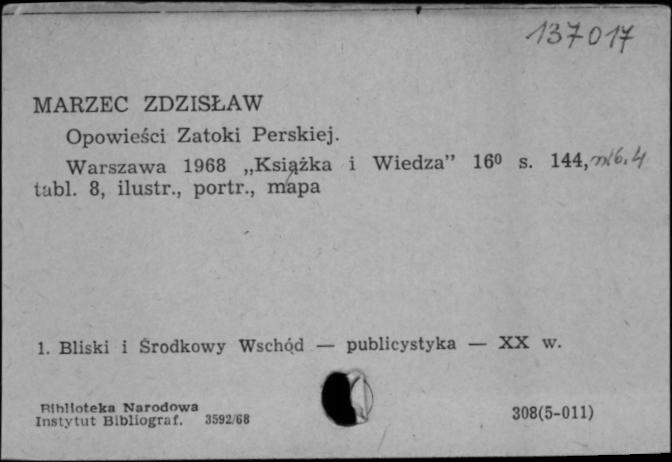 137017
MARZEC ZDZISŁAW
Opowieści Zatoki Perskiej.
Warszawa 1968 „Książka i Wiedza” 16⁰ s. 144,
tabl. 8, ilustr., portr., mapa
1. Bliski i Środkowy Wschód — publicystyka — XX w.
Biblioteka Narodowa
Instytut Bibliograf. 3592/68
308(5-011)